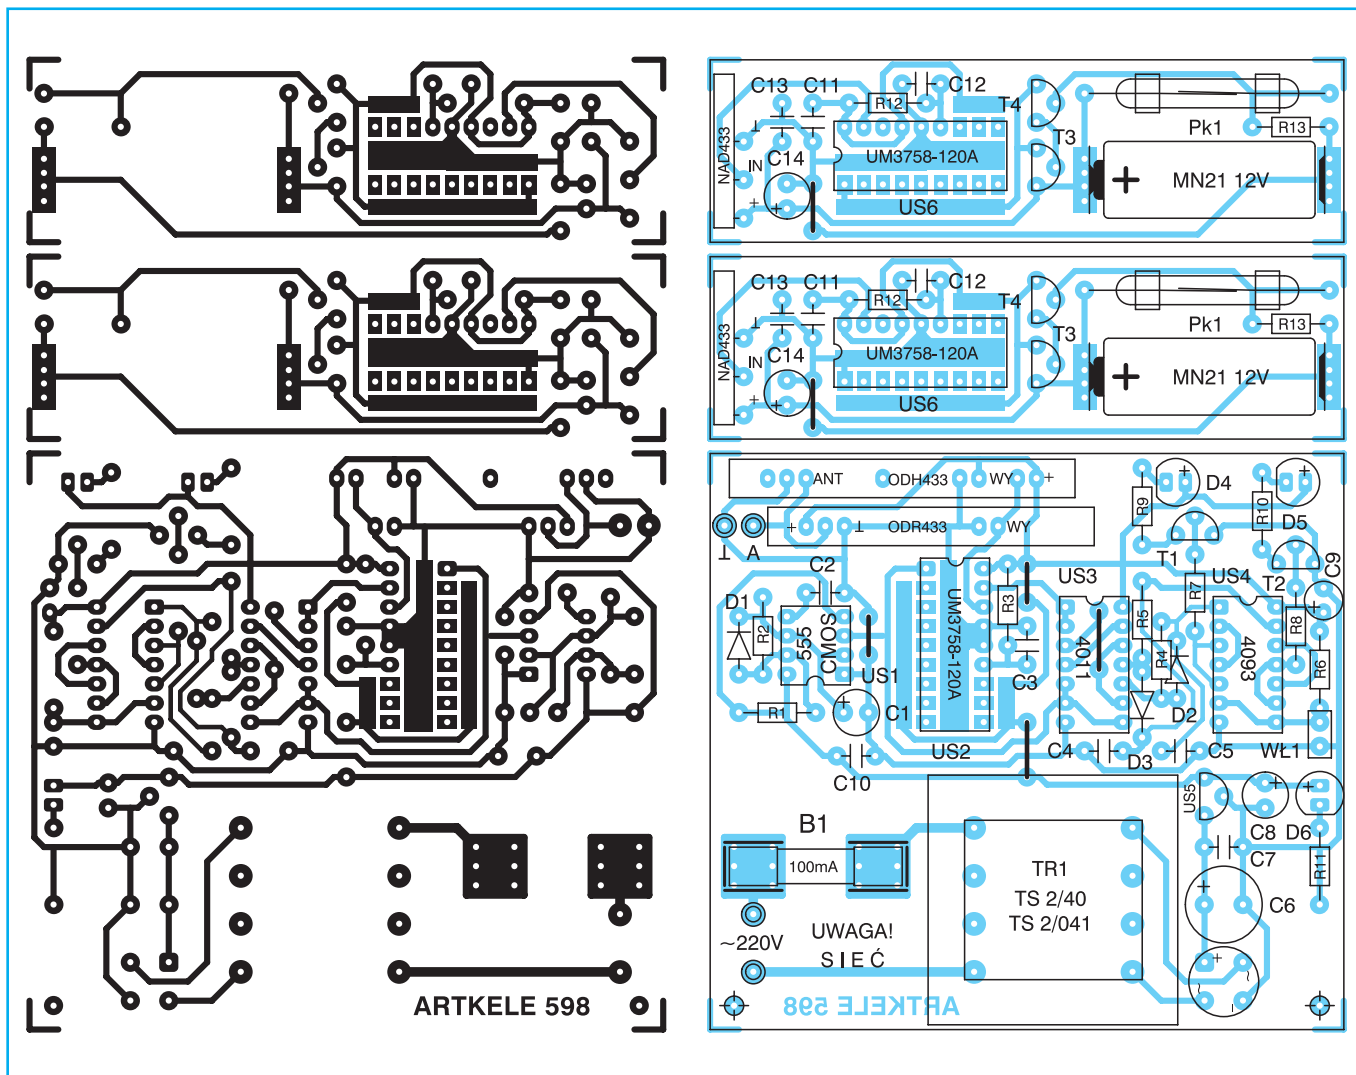 C13 C11 C12 T4
NAD433
R12
Pk1
R13
T3
IN
C14
UM3758-120A
+
MN21 12V
+ +
US6
C13 C11 C12 T4
NAD433
R12
Pk1
R13
T3
IN
C14
UM3758-120A
+
MN21 12V
+ +
US6
ANT ODH433 WY +
+ ⊥ ODR433 WY
⊥ A
R9
+
D4
R10
+
D5
T1
US3
US4
T2
C9
+
C2
D1
R2
555
CMOS
US1
UM3758-120A
R3
C3
4011
R5
R4
R7
4093
R8
R6
R1
+
C1
D2
US2
C10
C4
D3
C5
WŁ1
US5
+
C8
+
D6
B1
100mA
TR1
TS 2/40
TS 2/041
C7
R11
+
C6
~220V
UWAGA!
SIEĆ
+
~ ~
−
ARTKELE 598
ARTKELE 598